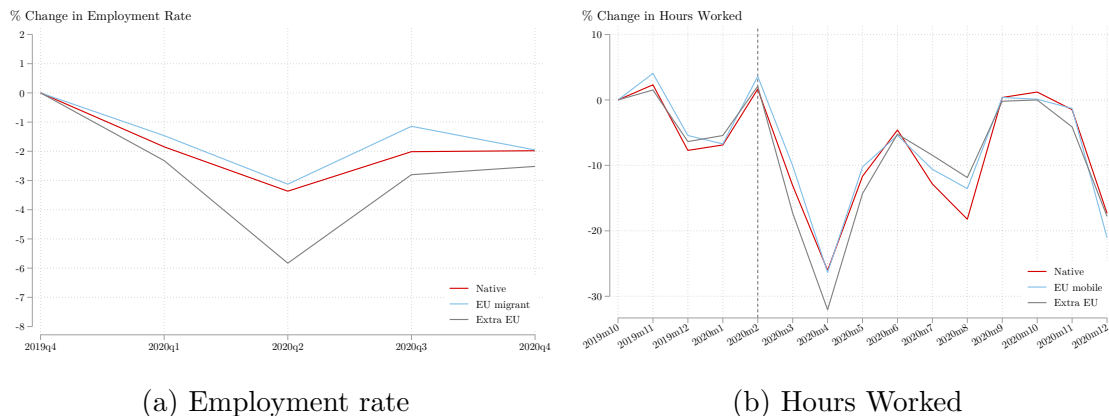 % Change in Employment Rate
2
1
0
-1
-2
-3
-4
-5
-6
-7
-8
Native
EU migrant
Extra EU
2019q4 2020q1 2020q2 2020q3 2020q4
(a) Employment rate
% Change in Hours Worked
10
0
-10
-20
-30
Native
EU mobile
Extra EU
2019m10 2019m11 2019m12 2020m1 2020m2 2020m3 2020m4 2020m5 2020m6 2020m7 2020m8 2020m9 2020m10 2020m11 2020m12
(b) Hours Worked